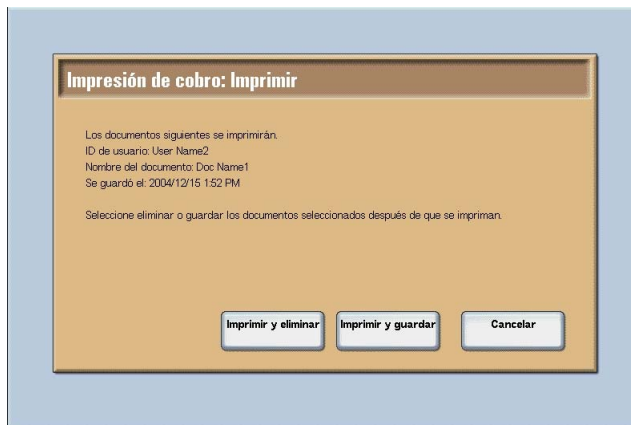 Impresión de cobro: Imprimir
Los documentos siguientes se imprimirán.
ID de usuario: User Name2
Nombre del documento: Doc Name1
Se guardó el: 2004/12/15 1:52 PM
Seleccione eliminar o guardar los documentos seleccionados después de que se impriman.
Imprimir y eliminar
Imprimir y guardar
Cancelar